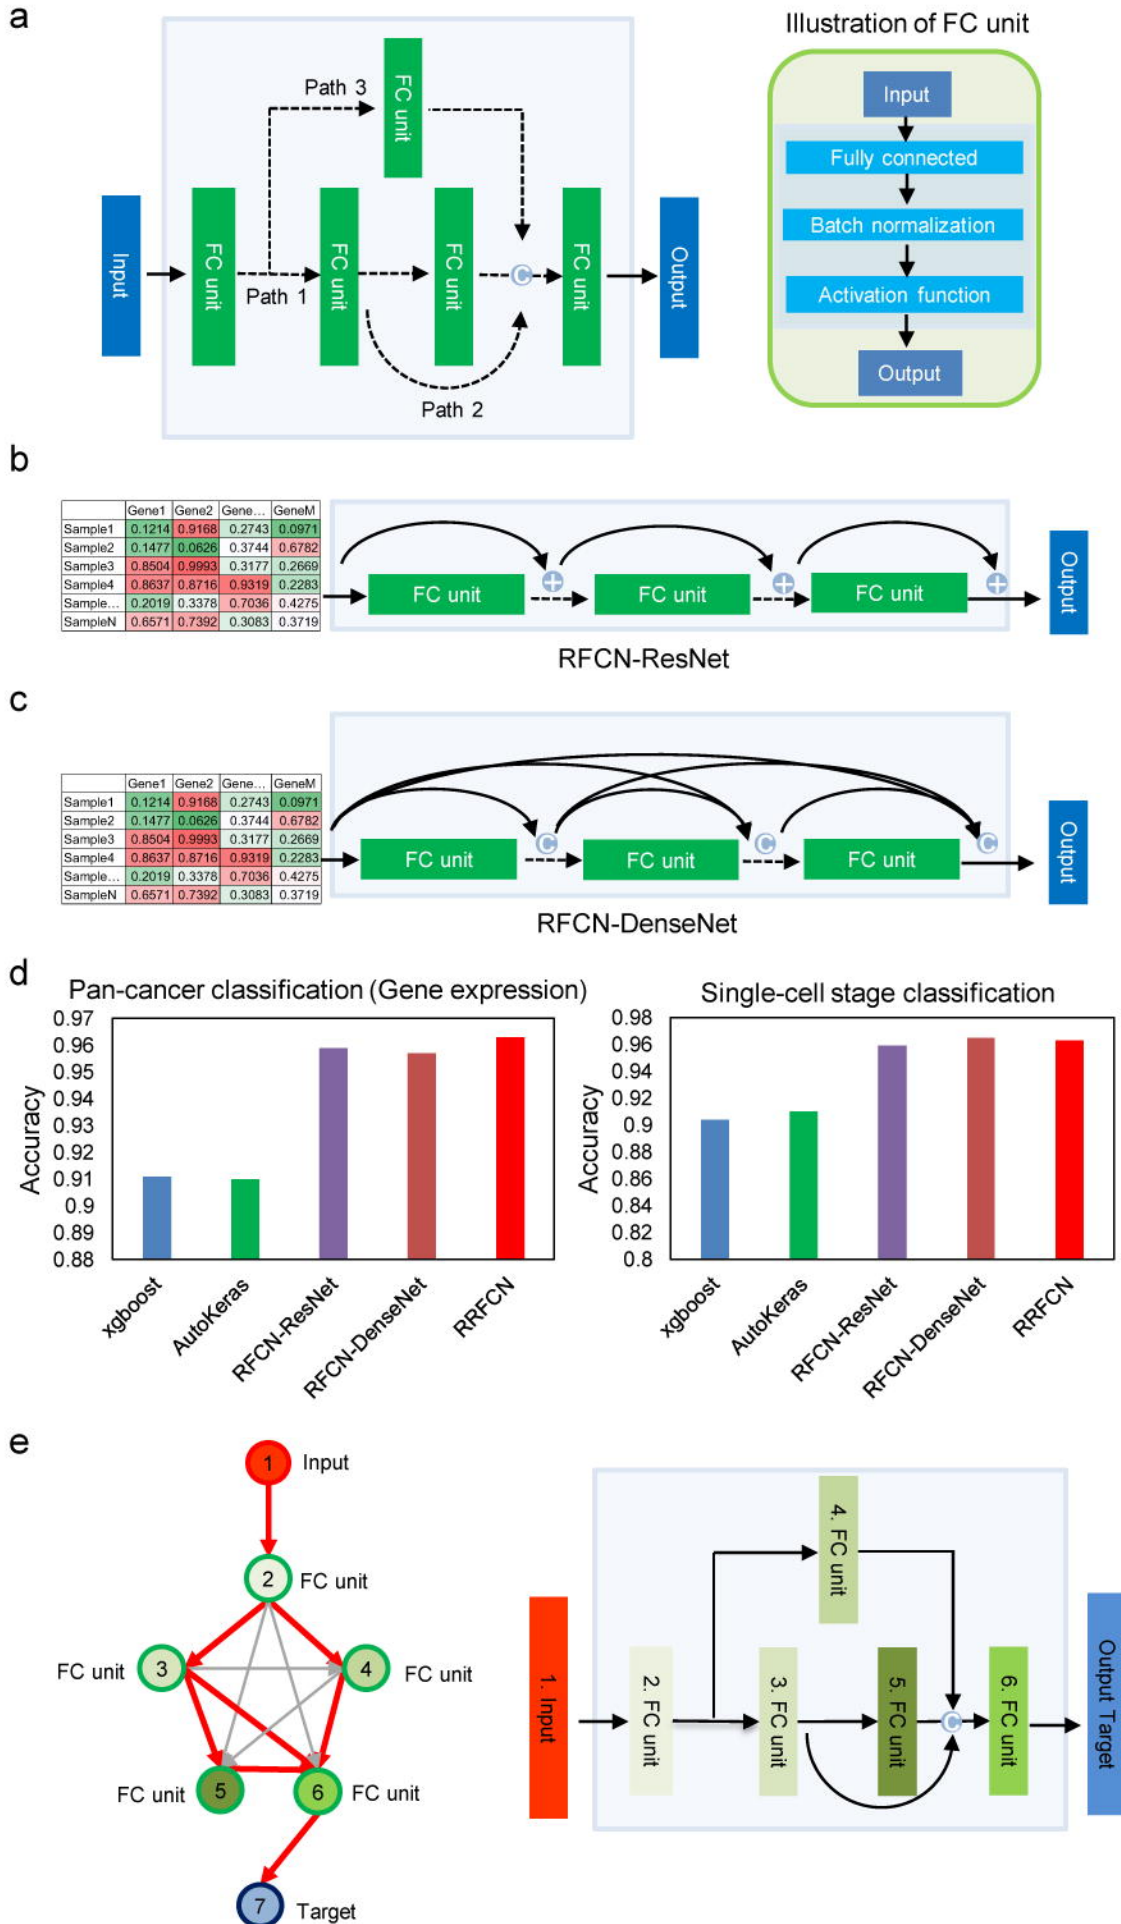 a
Illustration of FC unit
Path 3
FC unit
Input
FC unit
FC unit
FC unit
C
FC unit
Output
Path 1
Path 2
Input
Fully connected
Batch normalization
Activation function
Output
b
Gene1 Gene2 Gene... GeneM
Sample1 0.1214 0.9168 0.2743 0.0971
Sample2 0.1477 0.0626 0.3744 0.6782
Sample3 0.8504 0.9993 0.3177 0.2669
Sample4 0.8637 0.8716 0.9319 0.2283
Sample... 0.2019 0.3378 0.7036 0.4275
SampleN 0.6571 0.7392 0.3083 0.3719
FC unit
+
FC unit
+
FC unit
+
Output
RFCN-ResNet
c
Gene1 Gene2 Gene... GeneM
Sample1 0.1214 0.9168 0.2743 0.0971
Sample2 0.1477 0.0626 0.3744 0.6782
Sample3 0.8504 0.9993 0.3177 0.2669
Sample4 0.8637 0.8716 0.9319 0.2283
Sample... 0.2019 0.3378 0.7036 0.4275
SampleN 0.6571 0.7392 0.3083 0.3719
FC unit
C
FC unit
C
FC unit
C
Output
RFCN-DenseNet
d
Pan-cancer classification (Gene expression)
Accuracy
0.97
0.96
0.95
0.94
0.93
0.92
0.91
0.9
0.89
0.88
xgboost
AutoKeras
RFCN-ResNet
RFCN-DenseNet
RRFCN
Single-cell stage classification
Accuracy
0.98
0.96
0.94
0.92
0.9
0.88
0.86
0.84
0.82
0.8
xgboost
AutoKeras
RFCN-ResNet
RFCN-DenseNet
RRFCN
e
1 Input
2 FC unit
FC unit 3
4 FC unit
FC unit 5
6 FC unit
7 Target
1. Input
2. FC unit
3. FC unit
4. FC unit
5. FC unit
C
6. FC unit
Output Target